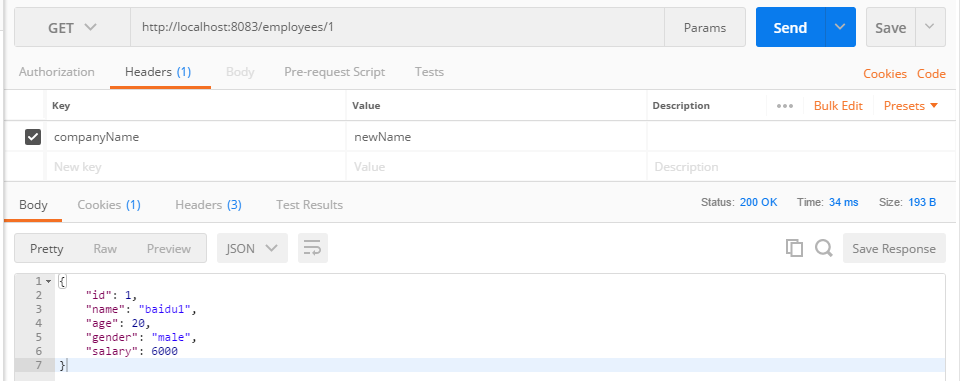 GET http://localhost:8083/employees/1 Params Send Save
Authorization Headers (1) Body Pre-request Script Tests Cookies Code
Key Value Description ••• Bulk Edit Presets
companyName newName
New key Value Description
Body Cookies (1) Headers (3) Test Results Status: 200 OK Time: 34 ms Size: 193 B
Pretty Raw Preview JSON Save Response
1 {
2 "id": 1,
3 "name": "baidu1",
4 "age": 20,
5 "gender": "male",
6 "salary": 6000
7 }